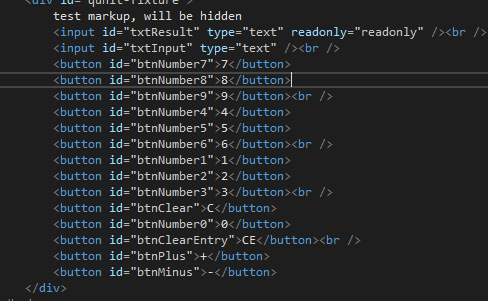 <div id="qunit-fixture">
test markup, will be hidden
<input id="txtResult" type="text" readonly="readonly" /><br />
<input id="txtInput" type="text" /><br />
<button id="btnNumber7">7</button>
<button id="btnNumber8">8</button>
<button id="btnNumber9">9</button><br />
<button id="btnNumber4">4</button>
<button id="btnNumber5">5</button>
<button id="btnNumber6">6</button><br />
<button id="btnNumber1">1</button>
<button id="btnNumber2">2</button>
<button id="btnNumber3">3</button><br />
<button id="btnClear">C</button>
<button id="btnNumber0">0</button>
<button id="btnClearEntry">CE</button><br />
<button id="btnPlus">+</button>
<button id="btnMinus">-</button>
</div>